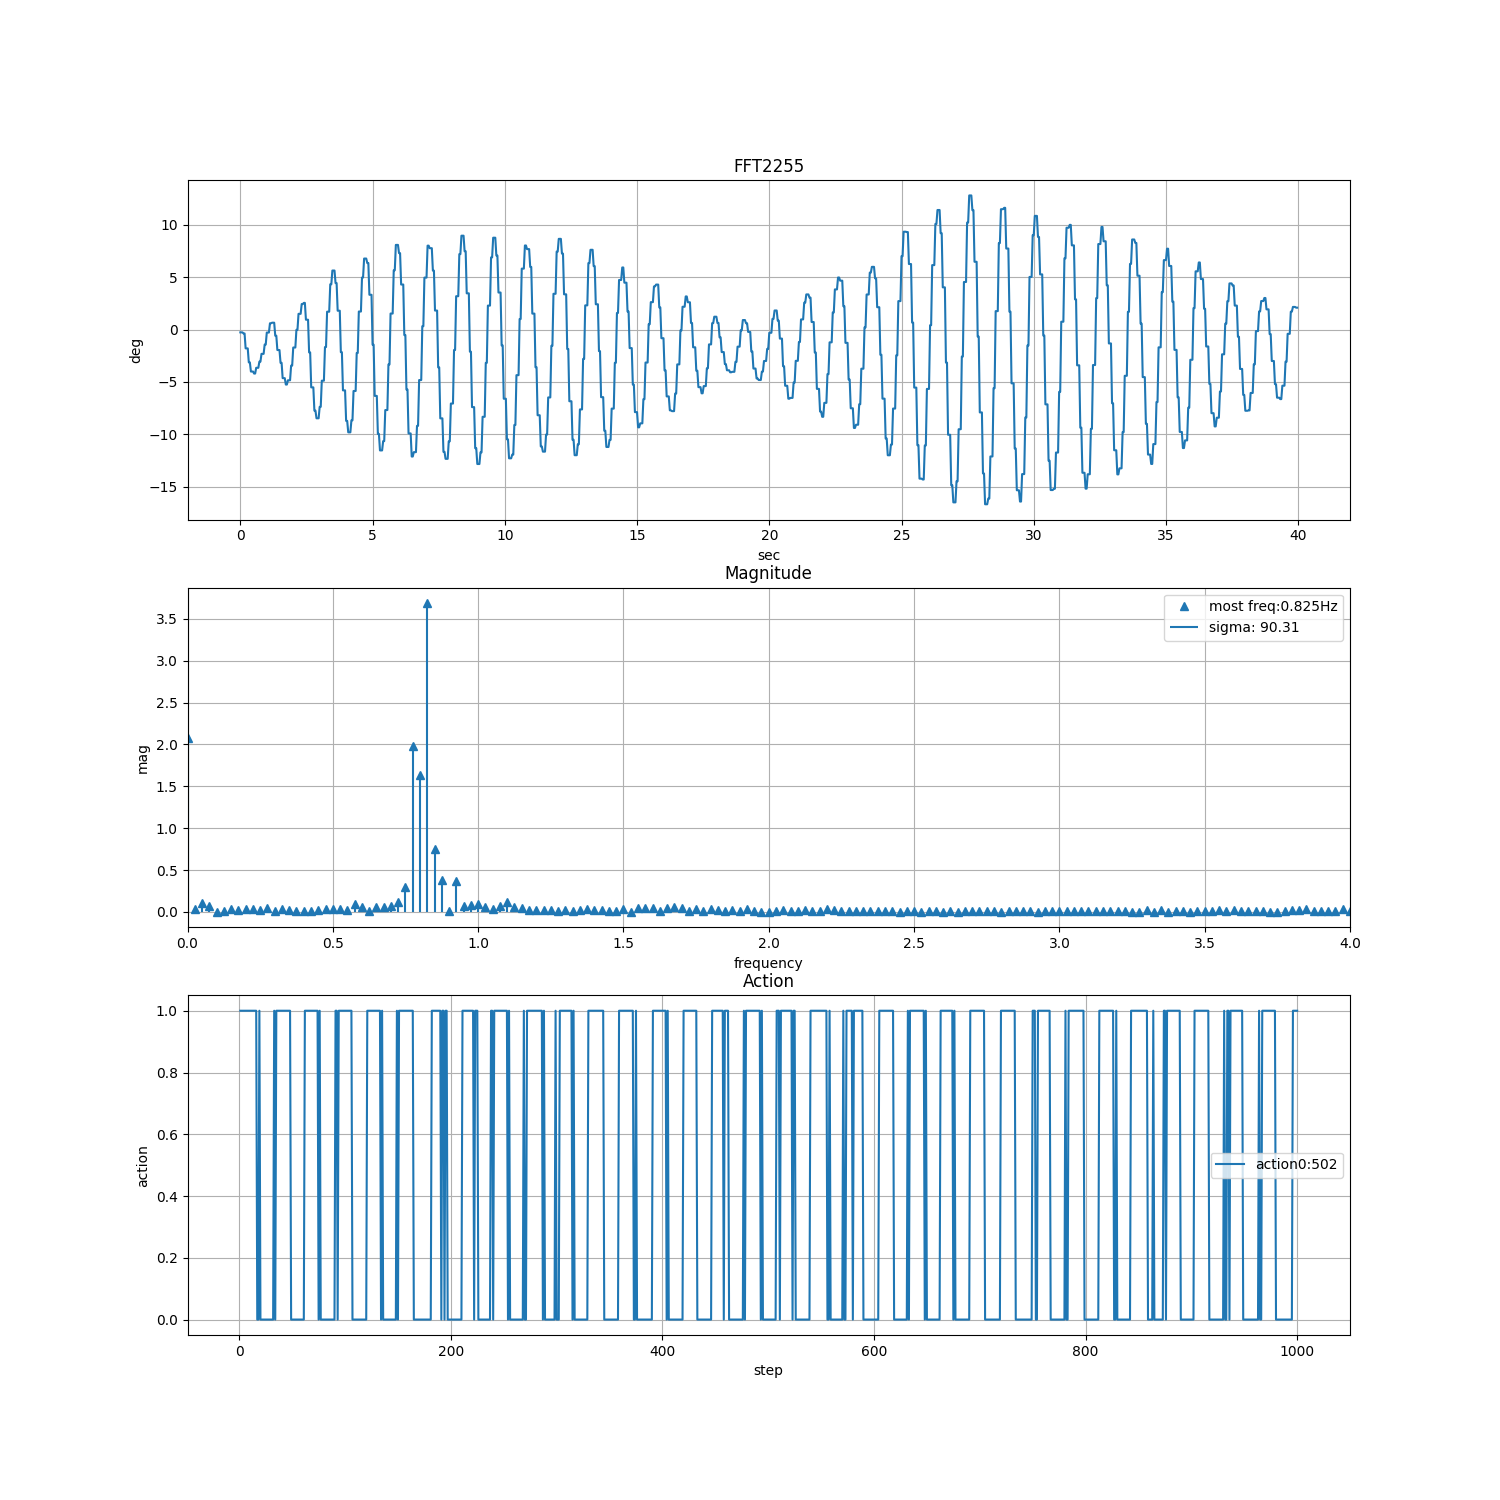 FFT2255
10
5
0
−5
−10
−15
deg
0 5 10 15 20 25 30 35 40
sec
Magnitude
most freq:0.825Hz
sigma: 90.31
3.5
3.0
2.5
2.0
1.5
1.0
0.5
0.0
mag
0.0 0.5 1.0 1.5 2.0 2.5 3.0 3.5 4.0
frequency
Action
1.0
0.8
0.6
0.4
0.2
0.0
action
action0:502
0 200 400 600 800 1000
step